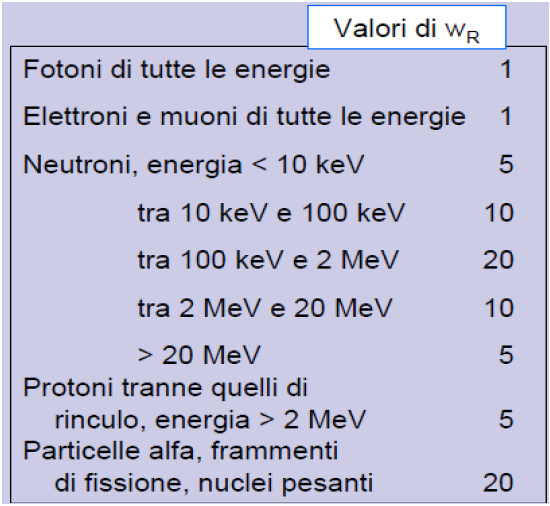 Valori di wR
Fotoni di tutte le energie 1
Elettroni e muoni di tutte le energie 1
Neutroni, energia < 10 keV 5
tra 10 keV e 100 keV 10
tra 100 keV e 2 MeV 20
tra 2 MeV e 20 MeV 10
> 20 MeV 5
Protoni tranne quelli di
rinculo, energia > 2 MeV 5
Particelle alfa, frammenti
di fissione, nuclei pesanti 20